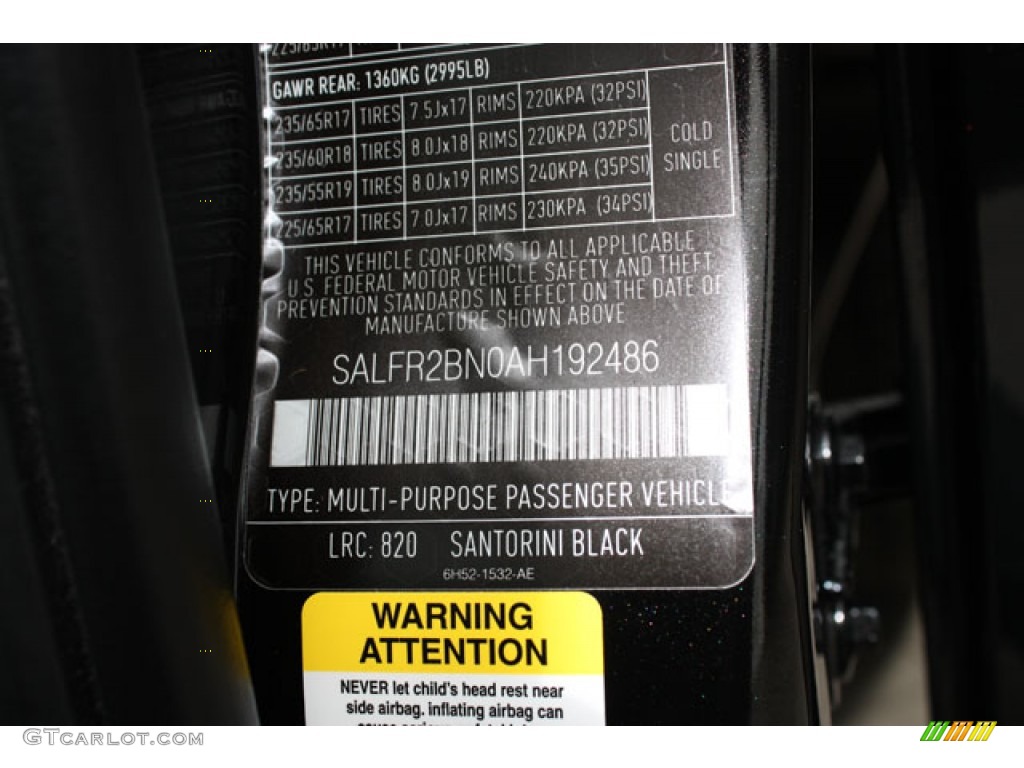 225/65R17
GAWR REAR: 1360KG (2995LB)
235/65R17 TIRES 7.5Jx17 RIMS 220KPA (32PSI)
235/60R18 TIRES 8.0Jx18 RIMS 220KPA (32PSI)
COLD
SINGLE
235/55R19 TIRES 8.0Jx19 RIMS 240KPA (35PSI)
225/65R17 TIRES 7.0Jx17 RIMS 230KPA (34PSI)
THIS VEHICLE CONFORMS TO ALL APPLICABLE
U.S. FEDERAL MOTOR VEHICLE SAFETY AND THEFT
PREVENTION STANDARDS IN EFFECT ON THE DATE OF
MANUFACTURE SHOWN ABOVE
SALFR2BN0AH192486
TYPE: MULTI-PURPOSE PASSENGER VEHICLE
LRC: 820 SANTORINI BLACK
6H52-1532-AE
WARNING
ATTENTION
NEVER let child's head rest near
side airbag. inflating airbag can
GTCarLot.com